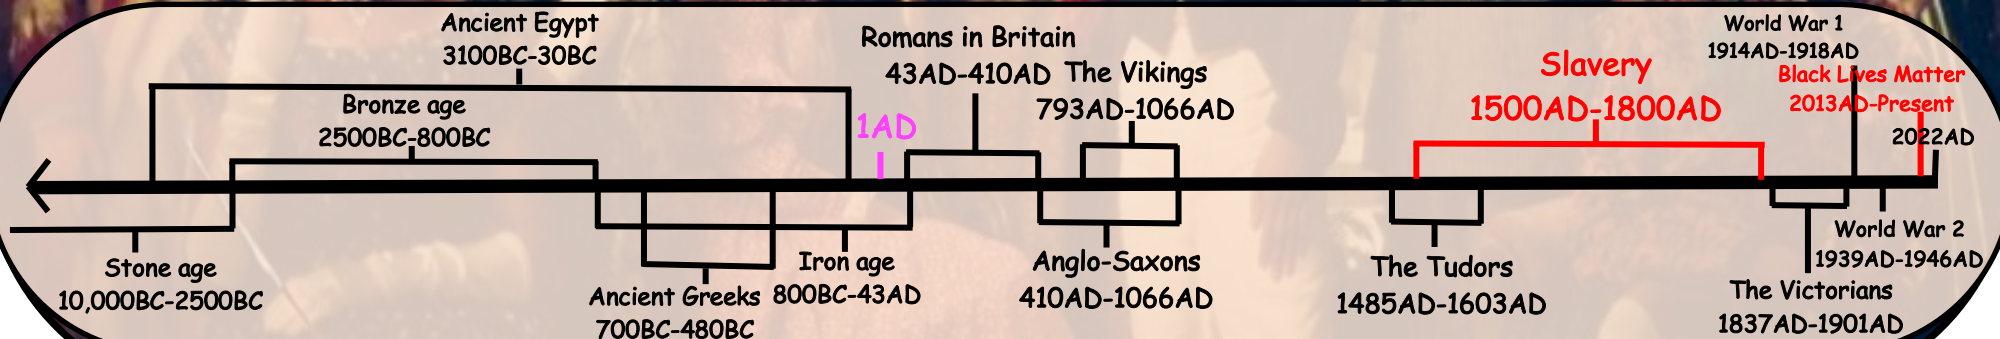 Ancient Egypt
3100BC-30BC
Bronze age
2500BC-800BC
Stone age
10,000BC-2500BC
Ancient Greeks
700BC-480BC
Iron age
800BC-43AD
1AD
Romans in Britain
43AD-410AD
The Vikings
793AD-1066AD
Anglo-Saxons
410AD-1066AD
The Tudors
1485AD-1603AD
Slavery
1500AD-1800AD
World War 1
1914AD-1918AD
Black Lives Matter
2013AD-Present
2022AD
World War 2
1939AD-1946AD
The Victorians
1837AD-1901AD